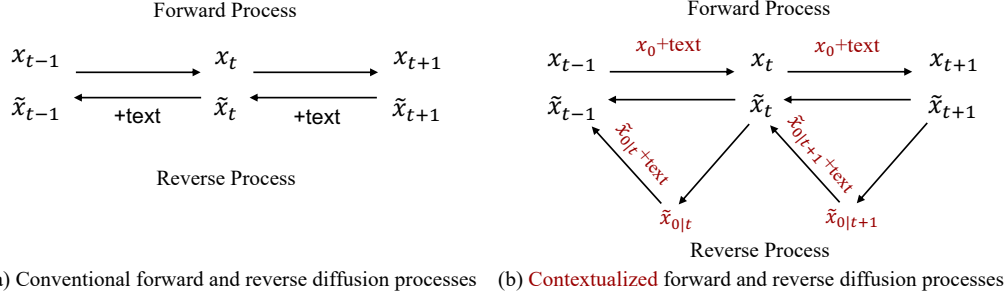 Forward Process
x_{t−1} x_t x_{t+1}
x̃_{t−1} x̃_t x̃_{t+1}
+text +text
Reverse Process
a) Conventional forward and reverse diffusion processes
Forward Process
x_0+text x_0+text
x_{t−1} x_t x_{t+1}
x̃_{t−1} x̃_t x̃_{t+1}
x̃_{0|t}+text x̃_{0|t+1}+text
x̃_{0|t} x̃_{0|t+1}
Reverse Process
(b) Contextualized forward and reverse diffusion processes